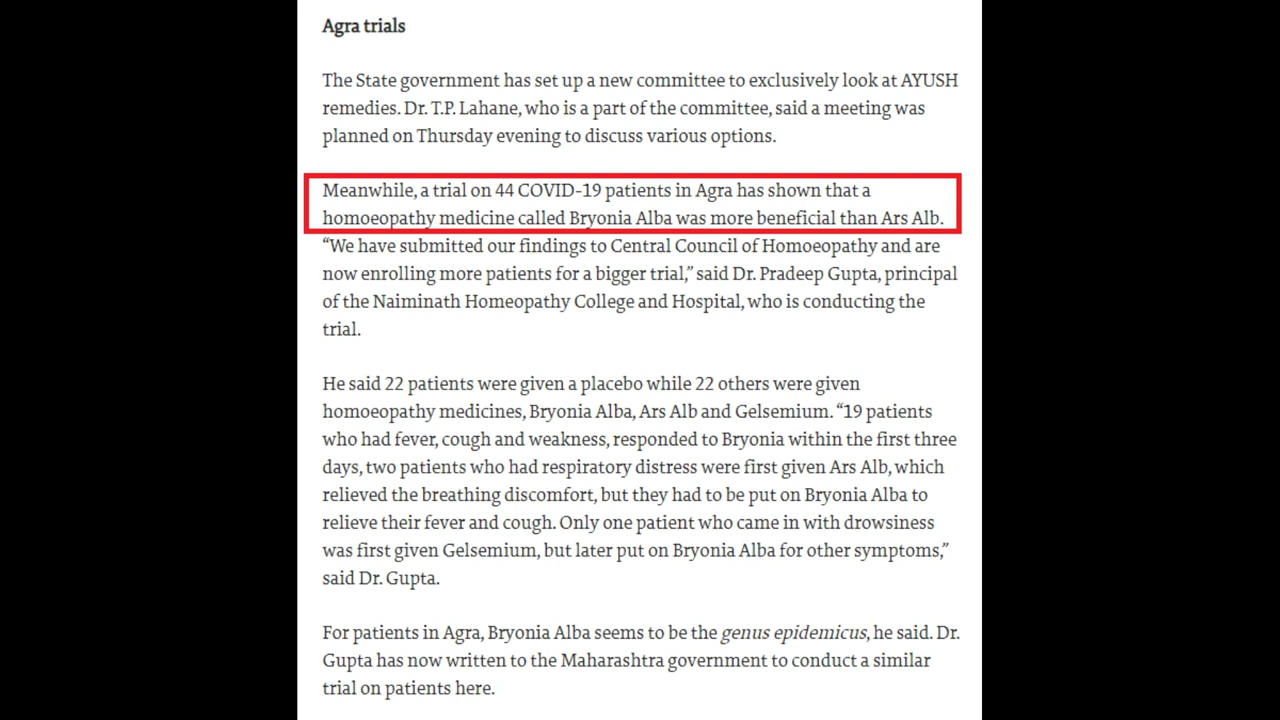 Agra trials
The State government has set up a new committee to exclusively look at AYUSH
remedies. Dr. T.P. Lahane, who is a part of the committee, said a meeting was
planned on Thursday evening to discuss various options.
Meanwhile, a trial on 44 COVID-19 patients in Agra has shown that a
homoeopathy medicine called Bryonia Alba was more beneficial than Ars Alb.
“We have submitted our findings to Central Council of Homoeopathy and are
now enrolling more patients for a bigger trial,” said Dr. Pradeep Gupta, principal
of the Naiminath Homeopathy College and Hospital, who is conducting the
trial.
He said 22 patients were given a placebo while 22 others were given
homoeopathy medicines, Bryonia Alba, Ars Alb and Gelsemium. “19 patients
who had fever, cough and weakness, responded to Bryonia within the first three
days, two patients who had respiratory distress were first given Ars Alb, which
relieved the breathing discomfort, but they had to be put on Bryonia Alba to
relieve their fever and cough. Only one patient who came in with drowsiness
was first given Gelsemium, but later put on Bryonia Alba for other symptoms,”
said Dr. Gupta.
For patients in Agra, Bryonia Alba seems to be the genus epidemicus, he said. Dr.
Gupta has now written to the Maharashtra government to conduct a similar
trial on patients here.